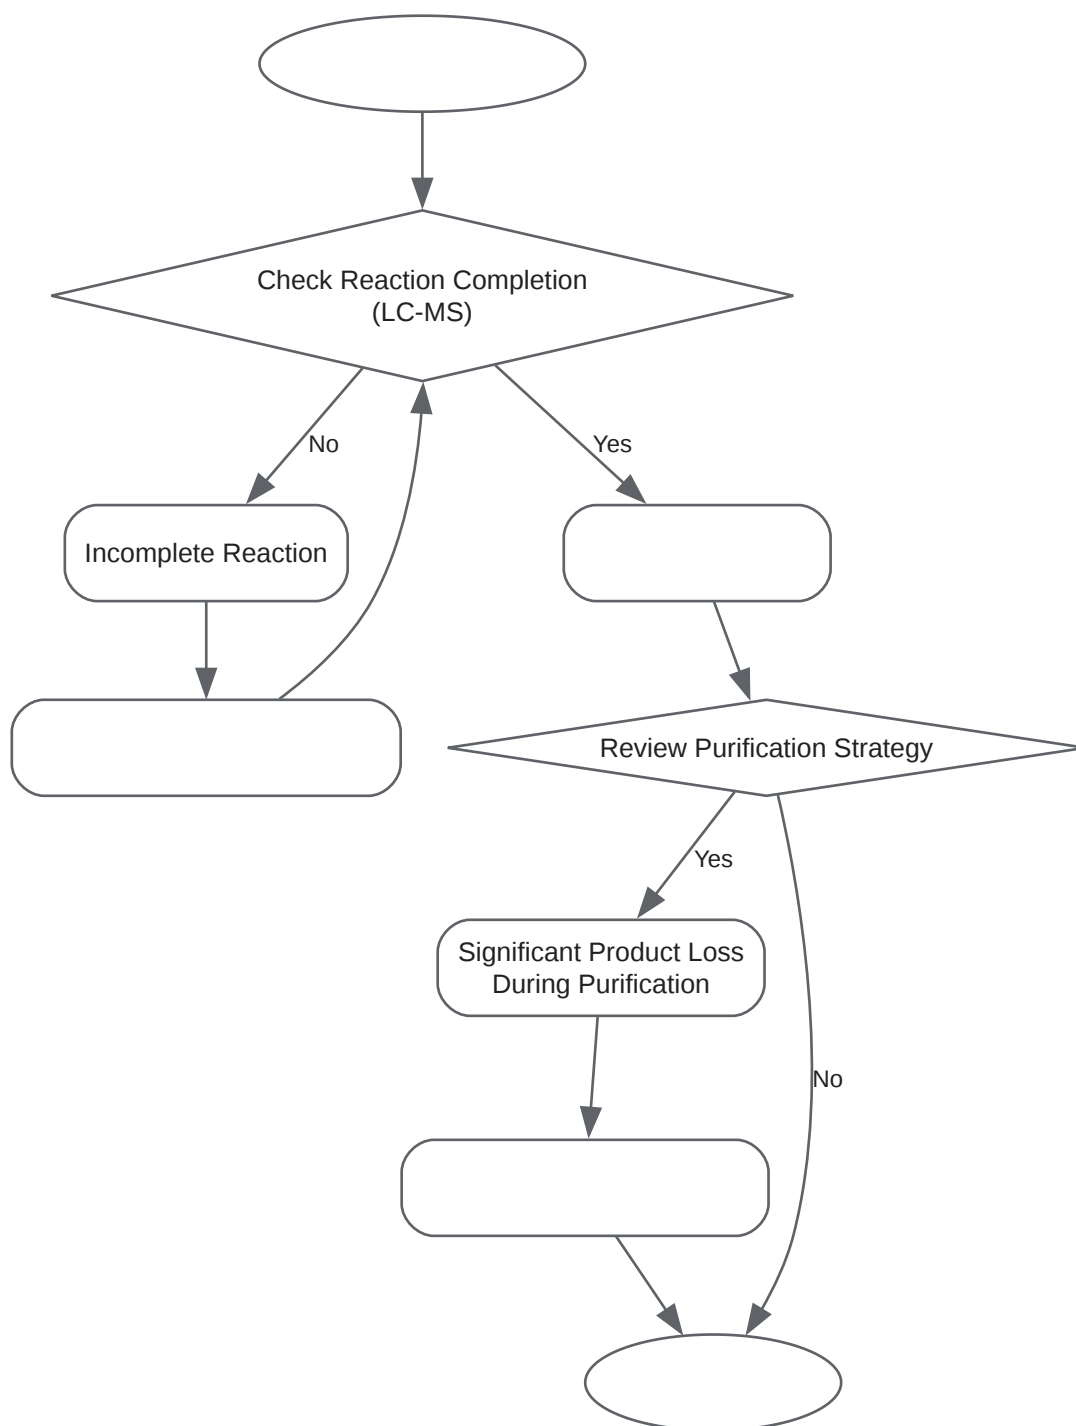 Check Reaction Completion
(LC-MS)
No
Yes
Incomplete Reaction
Review Purification Strategy
Yes
Significant Product Loss
During Purification
No